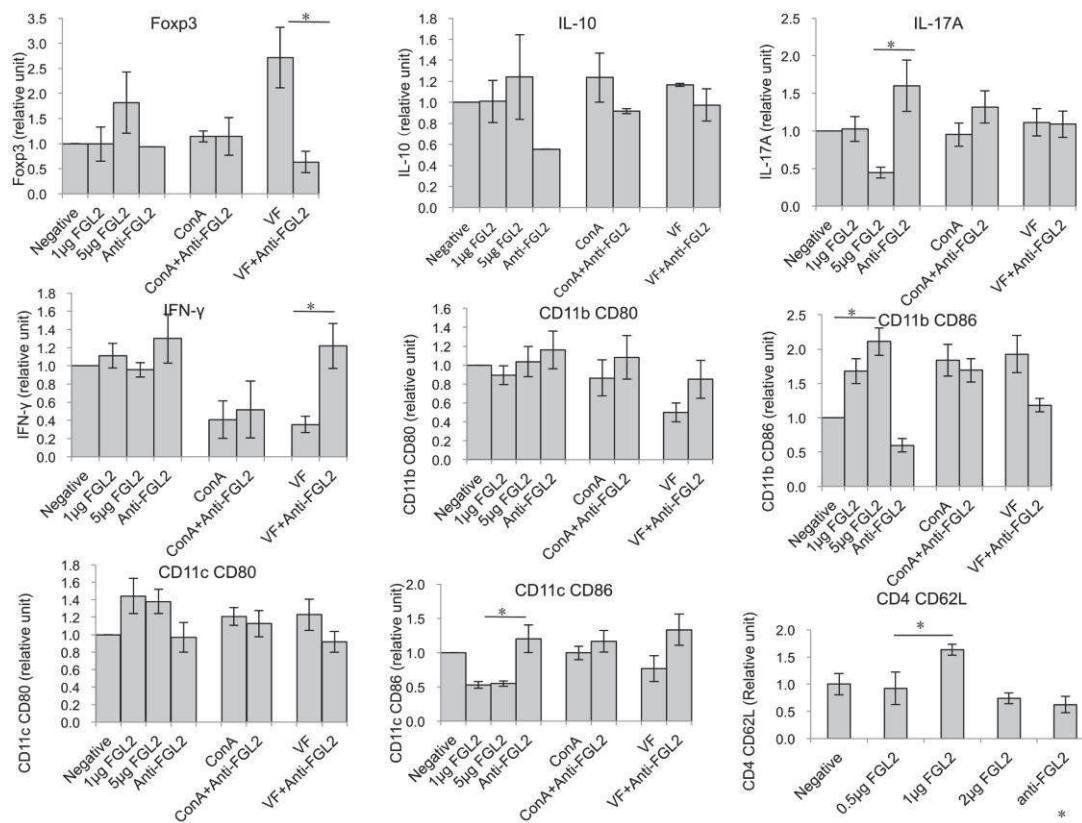 Foxp3
Foxp3 (relative unit)
3.5
3.0
2.5
2.0
1.5
1.0
0.5
0.0
*
Negative
1µg FGL2
5µg FGL2
Anti-FGL2
ConA
ConA+Anti-FGL2
VF
VF+Anti-FGL2
IL-10
IL-10 (relative unit)
1.8
1.6
1.4
1.2
1.0
0.8
0.6
0.4
0.2
0.0
Negative
1µg FGL2
5µg FGL2
Anti-FGL2
ConA
ConA+Anti-FGL2
VF
VF+Anti-FGL2
IL-17A
IL-17A (relative unit)
2.5
2.0
1.5
1.0
0.5
0.0
*
Negative
1µg FGL2
5µg FGL2
Anti-FGL2
ConA
ConA+Anti-FGL2
VF
VF+Anti-FGL2
IFN-γ
IFN-γ (relative unit)
1.8
1.6
1.4
1.2
1.0
0.8
0.6
0.4
0.2
0.0
*
Negative
1µg FGL2
5µg FGL2
Anti-FGL2
ConA
ConA+Anti-FGL2
VF
VF+Anti-FGL2
CD11b CD80
CD11b CD80 (relative unit)
1.8
1.6
1.4
1.2
1.0
0.8
0.6
0.4
0.2
0.0
Negative
1µg FGL2
5µg FGL2
Anti-FGL2
ConA
ConA+Anti-FGL2
VF
VF+Anti-FGL2
CD11b CD86
CD11b CD86 (relative unit)
2.5
2.0
1.5
1.0
0.5
0.0
*
Negative
1µg FGL2
5µg FGL2
Anti-FGL2
ConA
ConA+Anti-FGL2
VF
VF+Anti-FGL2
CD11c CD80
CD11c CD80 (relative unit)
1.8
1.6
1.4
1.2
1.0
0.8
0.6
0.4
0.2
0.0
Negative
1µg FGL2
5µg FGL2
Anti-FGL2
ConA
ConA+Anti-FGL2
VF
VF+Anti-FGL2
CD11c CD86
CD11c CD86 (relative unit)
2.0
1.5
1.0
0.5
0.0
*
Negative
1µg FGL2
5µg FGL2
Anti-FGL2
ConA
ConA+Anti-FGL2
VF
VF+Anti-FGL2
CD4 CD62L
CD4 CD62L (Relative unit)
2.0
1.5
1.0
0.5
0.0
*
Negative
0.5µg FGL2
1µg FGL2
2µg FGL2
anti-FGL2
*